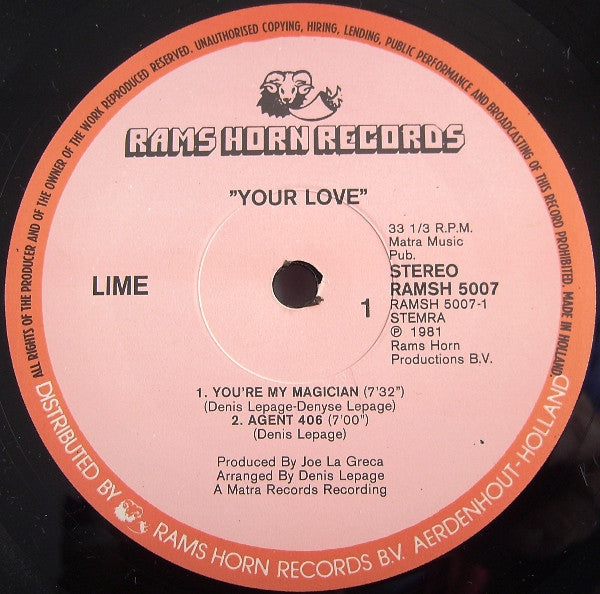 ALL RIGHTS OF THE PRODUCER AND OF THE OWNER OF THE WORK REPRODUCED RESERVED. UNAUTHORISED COPYING, HIRING, LENDING, PUBLIC PERFORMANCE AND BROADCASTING OF THIS RECORD PROHIBITED. MADE IN HOLLAND
RAMS HORN RECORDS
"YOUR LOVE"
LIME
1
33 1/3 R.P.M.
Matra Music
Pub.
STEREO
RAMSH 5007
RAMSH 5007-1
STEMRA
℗ 1981
Rams Horn
Productions B.V.
1. YOU'RE MY MAGICIAN (7'32")
(Denis Lepage-Denyse Lepage)
2. AGENT 406 (7'00")
(Denis Lepage)
Produced By Joe La Greca
Arranged By Denis Lepage
A Matra Records Recording
DISTRIBUTED BY RAMS HORN RECORDS B.V. AERDENHOUT-HOLLAND